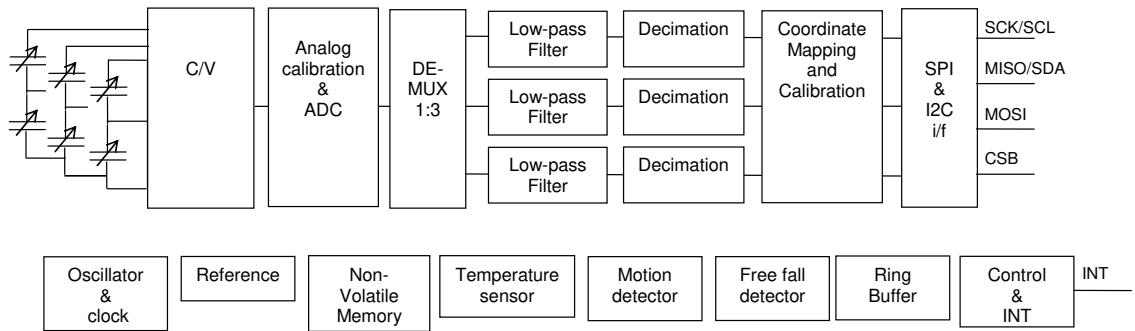 C/V
Analog
calibration
&
ADC
DE-
MUX
1:3
Low-pass
Filter
Low-pass
Filter
Low-pass
Filter
Decimation
Decimation
Decimation
Coordinate
Mapping
and
Calibration
SPI
&
I2C
i/f
SCK/SCL
MISO/SDA
MOSI
CSB
Oscillator
&
clock
Reference
Non-
Volatile
Memory
Temperature
sensor
Motion
detector
Free fall
detector
Ring
Buffer
Control
&
INT
INT